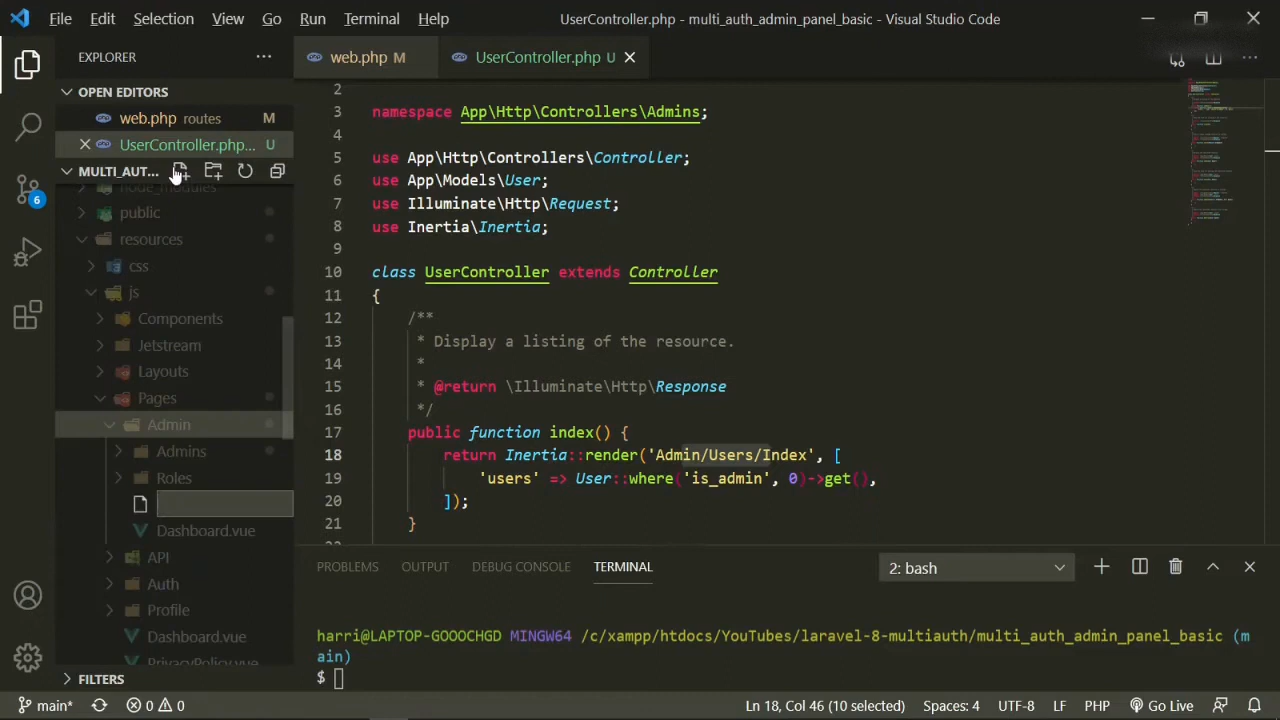 File Edit Selection View Go Run Terminal Help
UserController.php - multi_auth_admin_panel_basic - Visual Studio Code
EXPLORER
OPEN EDITORS
web.php routes M
UserController.php... U
MULTI_AUT...
node_modules
public
resources
css
js
Components
Jetstream
Layouts
Pages
Admin
Admins
Roles
Dashboard.vue
API
Auth
Profile
Dashboard.vue
PrivacyPolicy.vue
FILTERS
6
web.php M
UserController.php U
2
3 namespace App\Http\Controllers\Admins;
4
5 use App\Http\Controllers\Controller;
6 use App\Models\User;
7 use Illuminate\Http\Request;
8 use Inertia\Inertia;
9
10 class UserController extends Controller
11 {
12 /**
13 * Display a listing of the resource.
14 *
15 * @return \Illuminate\Http\Response
16 */
17 public function index() {
18 return Inertia::render('Admin/Users/Index', [
19 'users' => User::where('is_admin', 0)->get(),
20 ]);
21 }
PROBLEMS OUTPUT DEBUG CONSOLE TERMINAL
2: bash
harri@LAPTOP-GOOOCHGD MINGW64 /c/xampp/htdocs/YouTubes/laravel-8-multiauth/multi_auth_admin_panel_basic (m
ain)
$
main* 0 0
Ln 18, Col 46 (10 selected) Spaces: 4 UTF-8 LF PHP Go Live